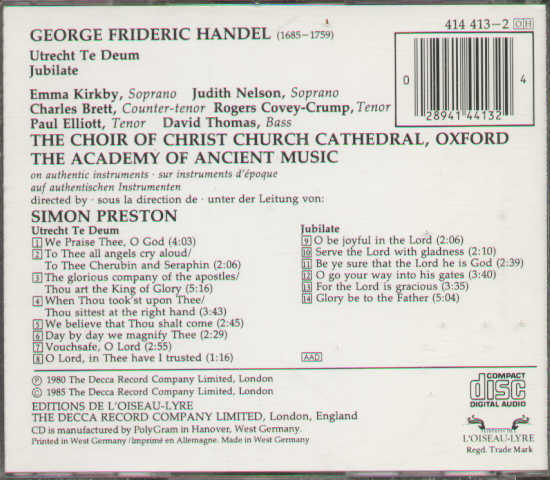 GEORGE FRIDERIC HANDEL (1685–1759)
414 413–2 OH
Utrecht Te Deum
Jubilate
Emma Kirkby, Soprano Judith Nelson, Soprano
Charles Brett, Counter-tenor Rogers Covey-Crump, Tenor
Paul Elliott, Tenor David Thomas, Bass
0 28941 44132 4
THE CHOIR OF CHRIST CHURCH CATHEDRAL, OXFORD
THE ACADEMY OF ANCIENT MUSIC
on authentic instruments · sur instruments d'époque
auf authentischen Instrumenten
directed by · sous la direction de · unter der Leitung von:
SIMON PRESTON
Utrecht Te Deum
1 We Praise Thee, O God (4:03)
2 To Thee all angels cry aloud/
To Thee Cherubin and Seraphin (2:06)
3 The glorious company of the apostles/
Thou art the King of Glory (5:16)
4 When Thou took'st upon Thee/
Thou sittest at the right hand (3:43)
5 We believe that Thou shalt come (2:45)
6 Day by day we magnify Thee (2:29)
7 Vouchsafe, O Lord (2:55)
8 O Lord, in Thee have I trusted (1:16)
Jubilate
9 O be joyful in the Lord (2:06)
10 Serve the Lord with gladness (2:10)
11 Be ye sure that the Lord he is God (2:39)
12 O go your way into his gates (3:40)
13 For the Lord is gracious (3:35)
14 Glory be to the Father (5:04)
AAD
Ⓟ 1980 The Decca Record Company Limited, London
© 1985 The Decca Record Company Limited, London
EDITIONS DE L'OISEAU-LYRE
THE DECCA RECORD COMPANY LIMITED, London, England
CD is manufactured by PolyGram in Hanover, West Germany.
Printed in West Germany/Imprimé en Allemagne. Made in West Germany
COMPACT
disc
DIGITAL AUDIO
L'OISEAU-LYRE
Regd. Trade Mark